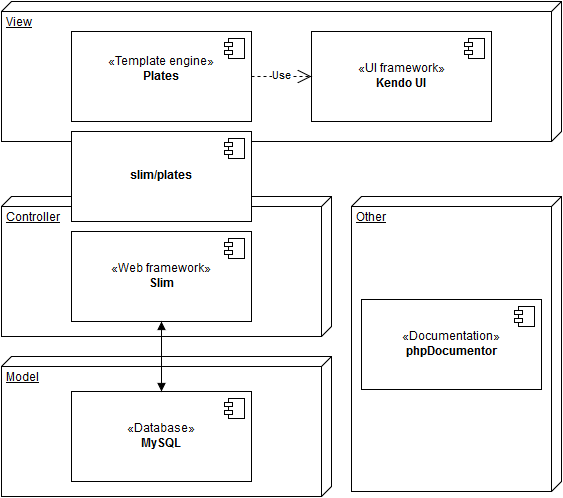 View
«Template engine»
Plates
Use
«UI framework»
Kendo UI
slim/plates
Controller
«Web framework»
Slim
Other
«Documentation»
phpDocumentor
Model
«Database»
MySQL